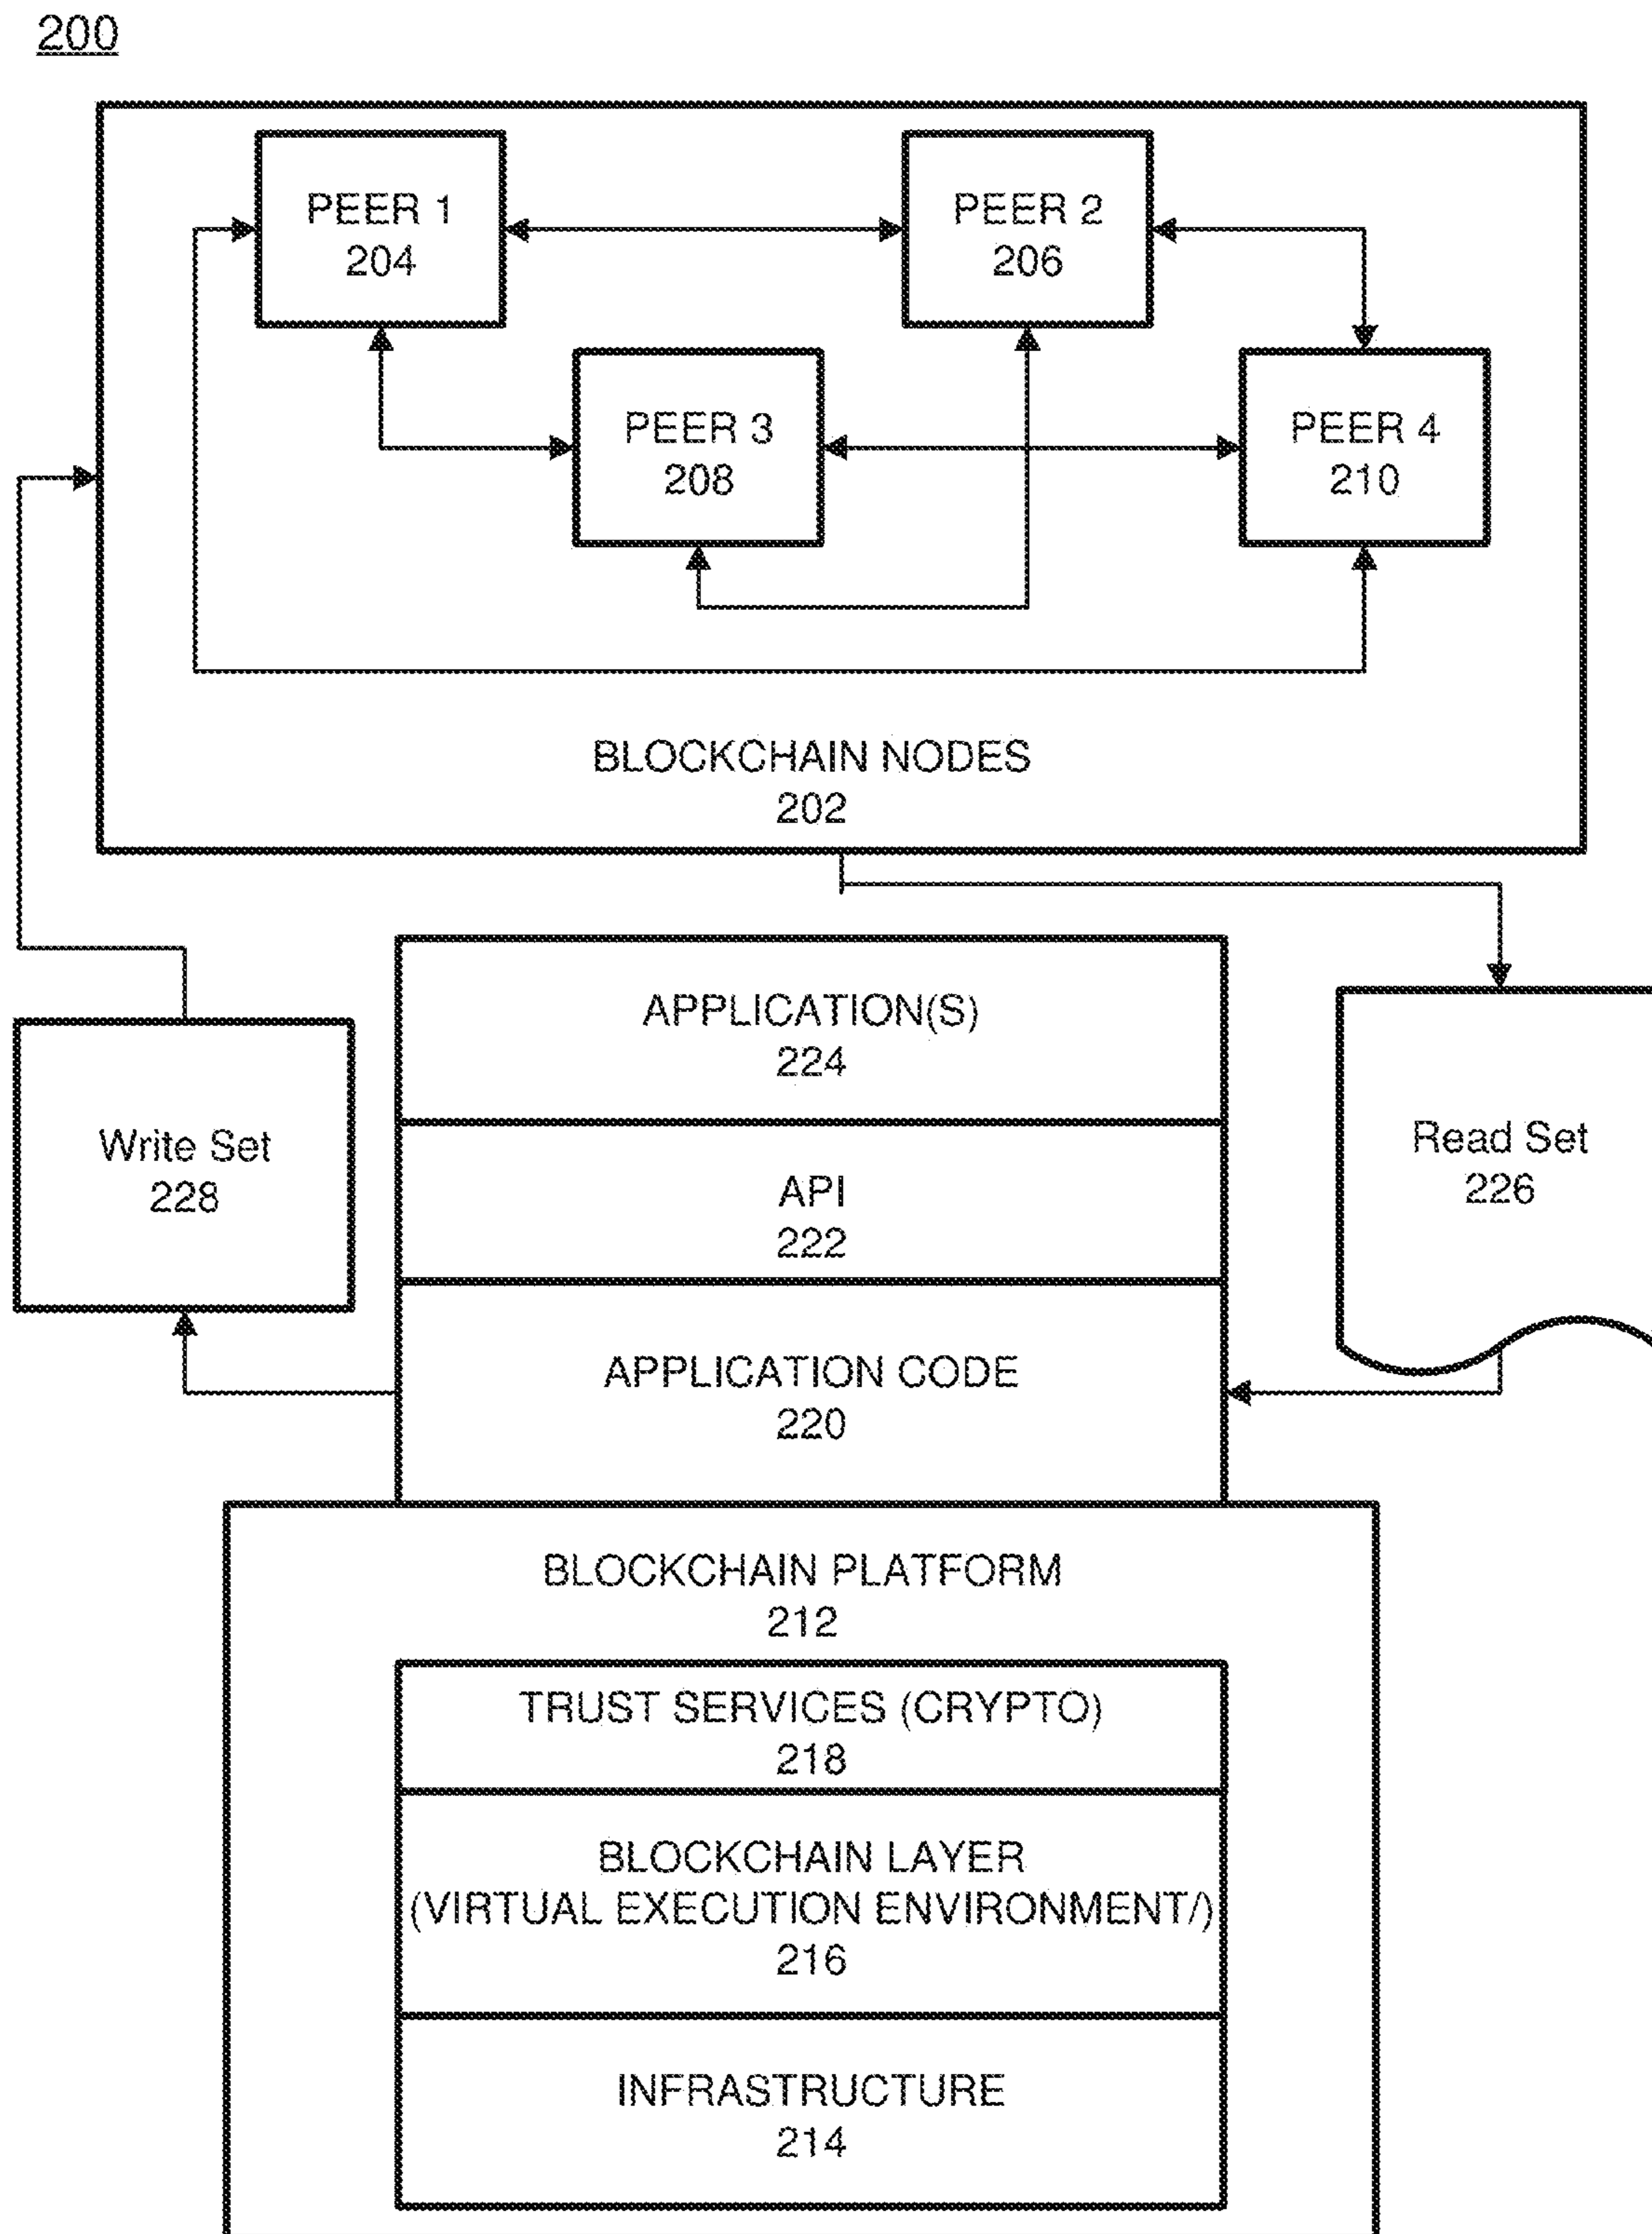 200
PEER 1
204
PEER 2
206
PEER 3
208
PEER 4
210
BLOCKCHAIN NODES
202
APPLICATION(S)
224
Write Set
228
API
222
Read Set
226
APPLICATION CODE
220
BLOCKCHAIN PLATFORM
212
TRUST SERVICES (CRYPTO)
218
BLOCKCHAIN LAYER
(VIRTUAL EXECUTION ENVIRONMENT/)
216
INFRASTRUCTURE
214